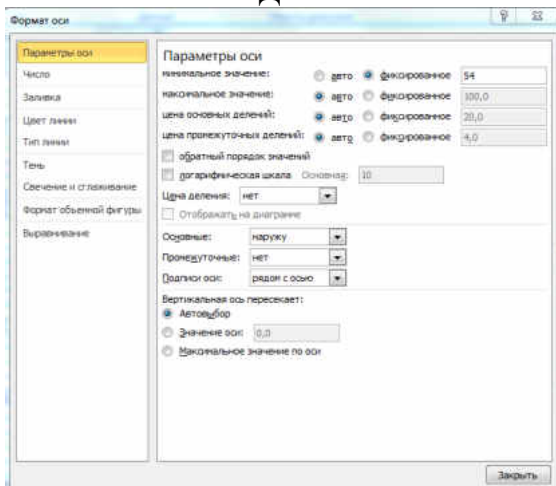 Формат оси
Параметры оси
Число
Заливка
Цвет линии
Тип линии
Тень
Свечение и сглаживание
Формат объемной фигуры
Выравнивание
Параметры оси
минимальное значение: авто фиксированное 54
максимальное значение: авто фиксированное 100,0
цена основных делений: авто фиксированное 20,0
цена промежуточных делений: авто фиксированное 4,0
обратный порядок значений
логарифмическая шкала Основная: 10
Цена деления: нет
Отображать на диаграмме
Основные: наружу
Промежуточные: нет
Подписи оси: рядом с осью
Вертикальная ось пересекает:
Автовыбор
Значение оси: 0,0
Максимальное значение по оси
Закрыть